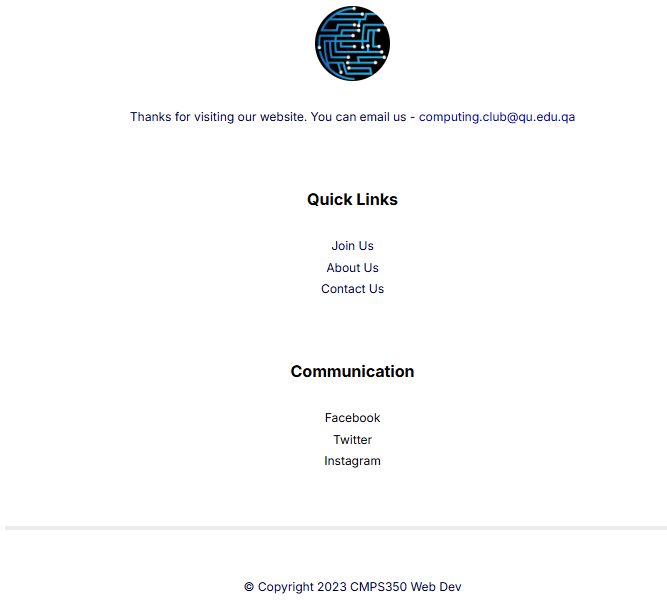 Thanks for visiting our website. You can email us - computing.club@qu.edu.qa
Quick Links
Join Us
About Us
Contact Us
Communication
Facebook
Twitter
Instagram
© Copyright 2023 CMPS350 Web Dev